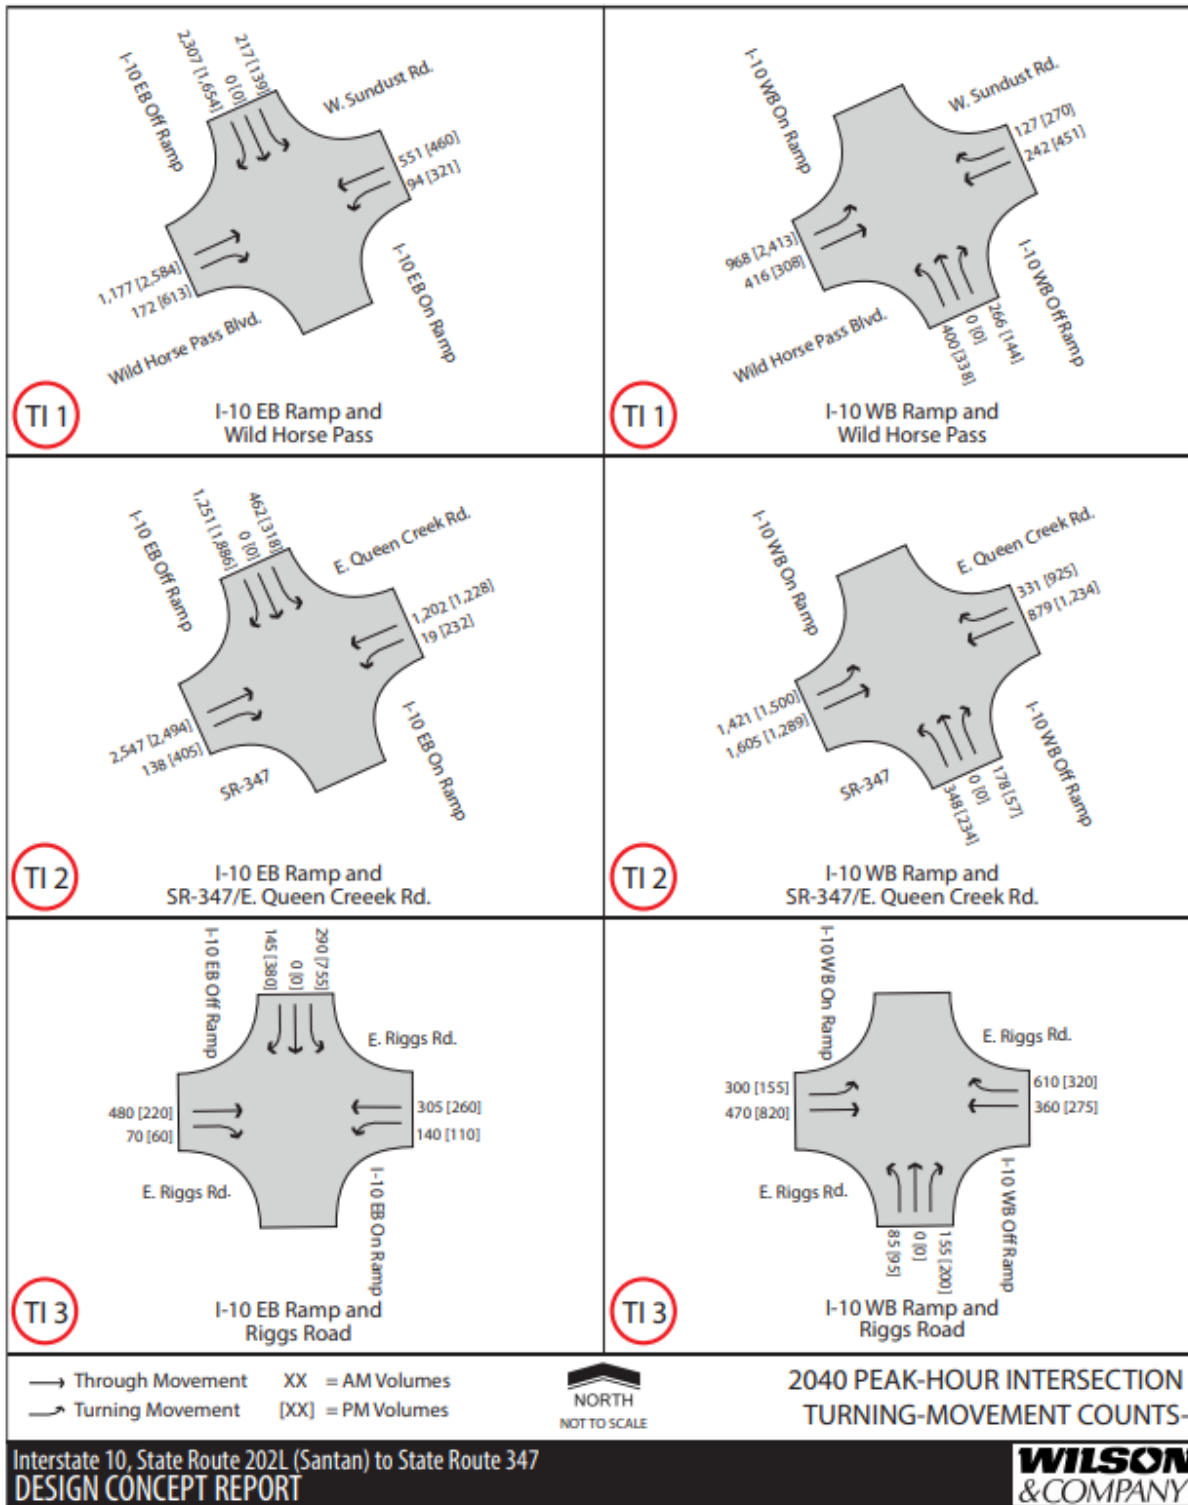 I-10 EB Off Ramp
2,307 [1,654]
0 [0]
217 [139]
W. Sundust Rd.
551 [460]
94 [321]
1,177 [2,584]
172 [613]
Wild Horse Pass Blvd.
I-10 EB On Ramp
TI 1
I-10 EB Ramp and
Wild Horse Pass
I-10 WB On Ramp
W. Sundust Rd.
127 [270]
242 [451]
968 [2,413]
416 [308]
Wild Horse Pass Blvd.
400 [338]
0 [0]
266 [144]
I-10 WB Off Ramp
TI 1
I-10 WB Ramp and
Wild Horse Pass
I-10 EB Off Ramp
1,251 [1,886]
0 [0]
462 [318]
E. Queen Creek Rd.
1,202 [1,228]
19 [232]
2,547 [2,494]
138 [405]
SR-347
I-10 EB On Ramp
TI 2
I-10 EB Ramp and
SR-347/E. Queen Creeek Rd.
I-10 WB On Ramp
E. Queen Creek Rd.
331 [925]
879 [1,234]
1,421 [1,500]
1,605 [1,289]
SR-347
348 [234]
0 [0]
178 [57]
I-10 WB Off Ramp
TI 2
I-10 WB Ramp and
SR-347/E. Queen Creek Rd.
I-10 EB Off Ramp
145 [380]
0 [0]
290 [755]
E. Riggs Rd.
480 [220]
70 [60]
305 [260]
140 [110]
E. Riggs Rd.
I-10 EB On Ramp
TI 3
I-10 EB Ramp and
Riggs Road
I-10 WB On Ramp
E. Riggs Rd.
300 [155]
470 [820]
610 [320]
360 [275]
E. Riggs Rd.
85 [95]
0 [0]
155 [200]
I-10 WB Off Ramp
TI 3
I-10 WB Ramp and
Riggs Road
Through Movement XX = AM Volumes
Turning Movement [XX] = PM Volumes
NORTH
NOT TO SCALE
2040 PEAK-HOUR INTERSECTION
TURNING-MOVEMENT COUNTS-
Interstate 10, State Route 202L (Santan) to State Route 347
DESIGN CONCEPT REPORT
WILSON
&COMPANY